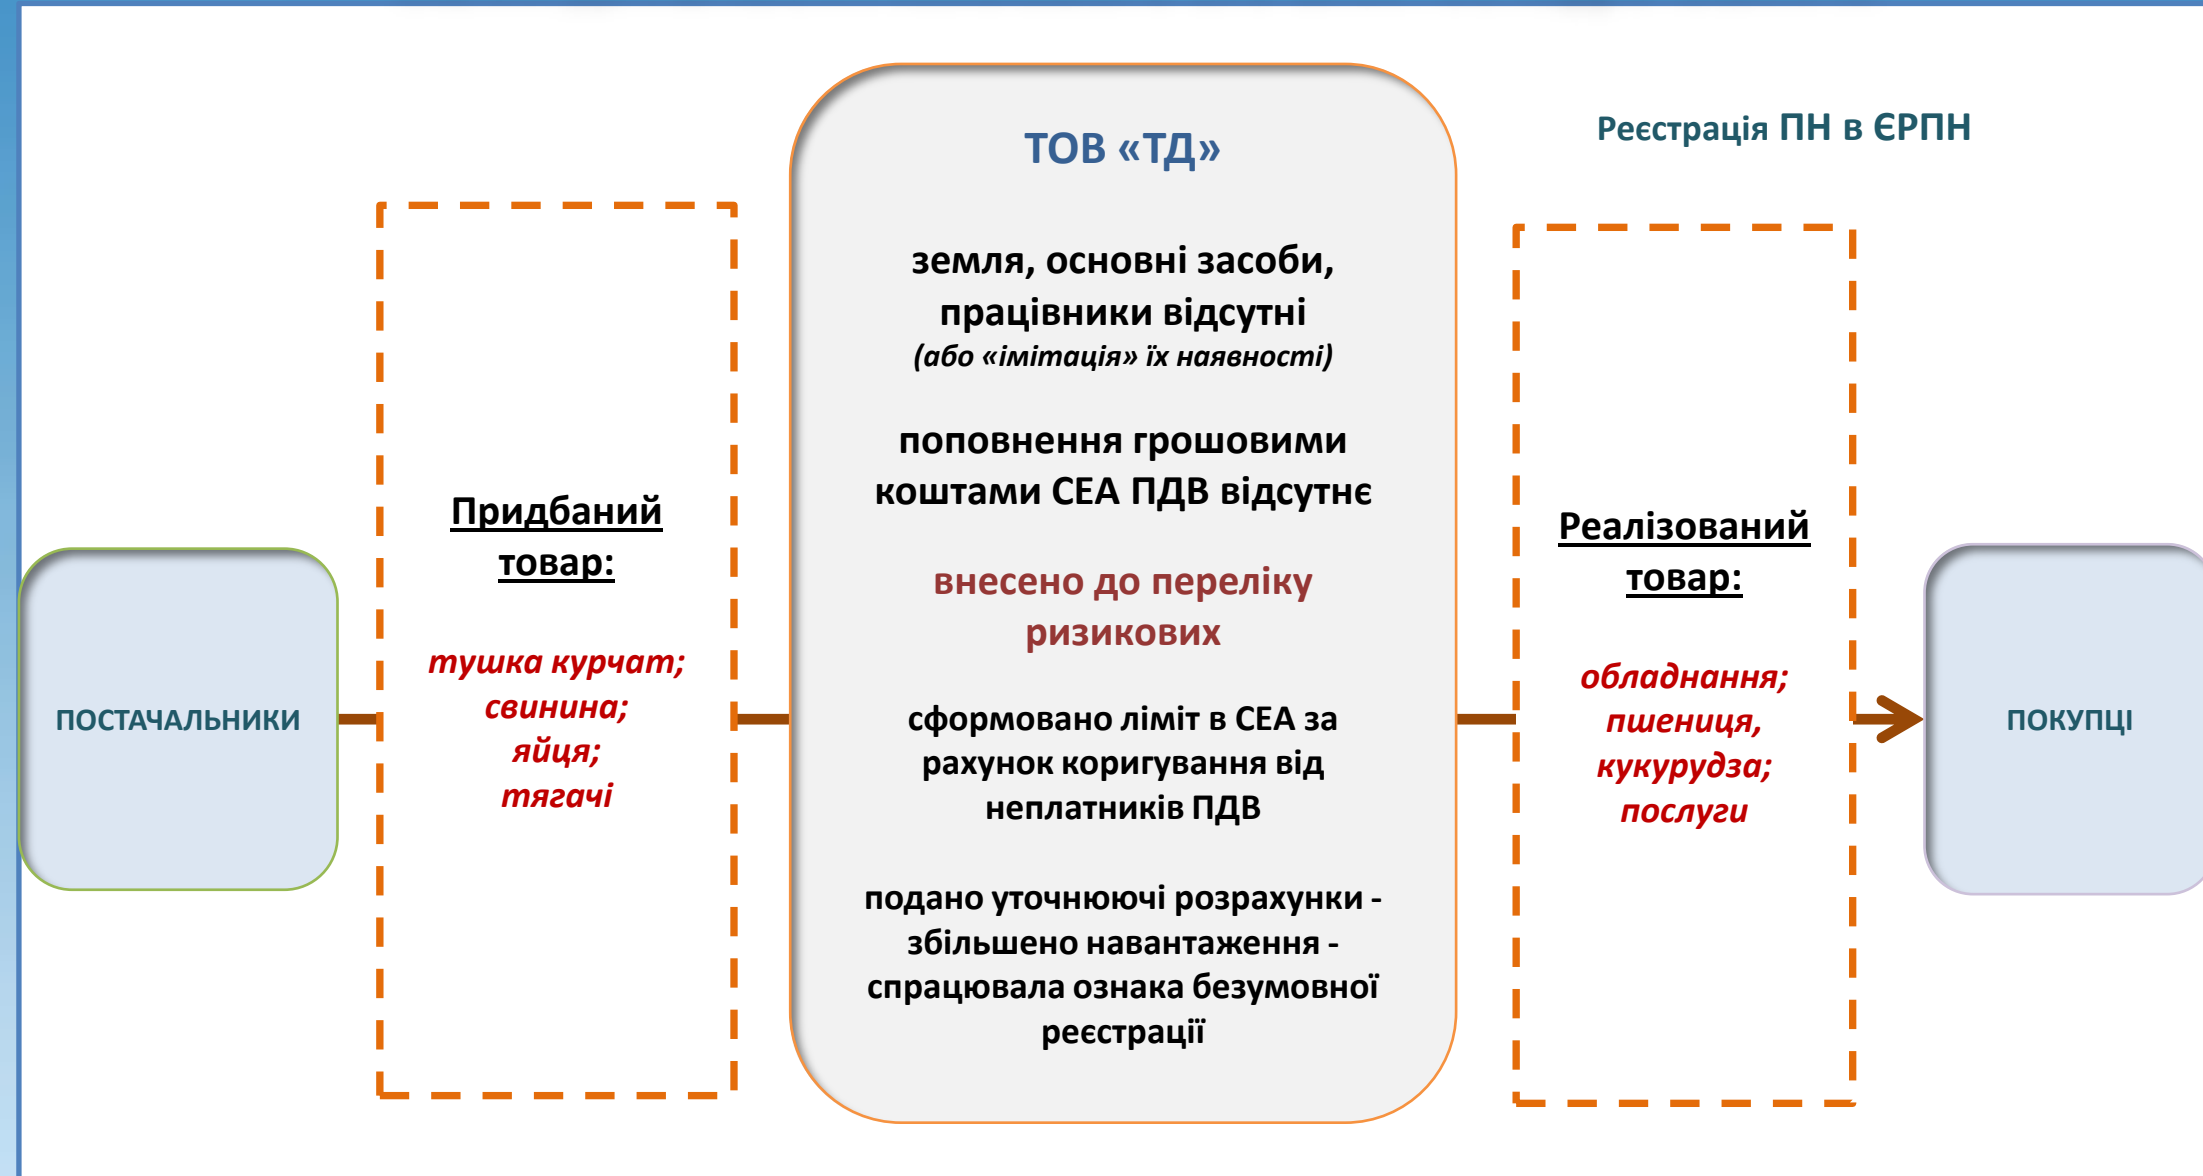 ПОСТАЧАЛЬНИКИ
Придбаний
товар:
тушка курчат;
свинина;
яйця;
тягачі
ТОВ «ТД»
земля, основні засоби,
працівники відсутні
(або «імітація» їх наявності)
поповнення грошовими
коштами СЕА ПДВ відсутнє
внесено до переліку
ризикових
сформовано ліміт в СЕА за
рахунок коригування від
неплатників ПДВ
подано уточнюючі розрахунки -
збільшено навантаження -
спрацювала ознака безумовної
реєстрації
Реєстрація ПН в ЄРПН
Реалізований
товар:
обладнання;
пшениця,
кукурудза;
послуги
ПОКУПЦІ